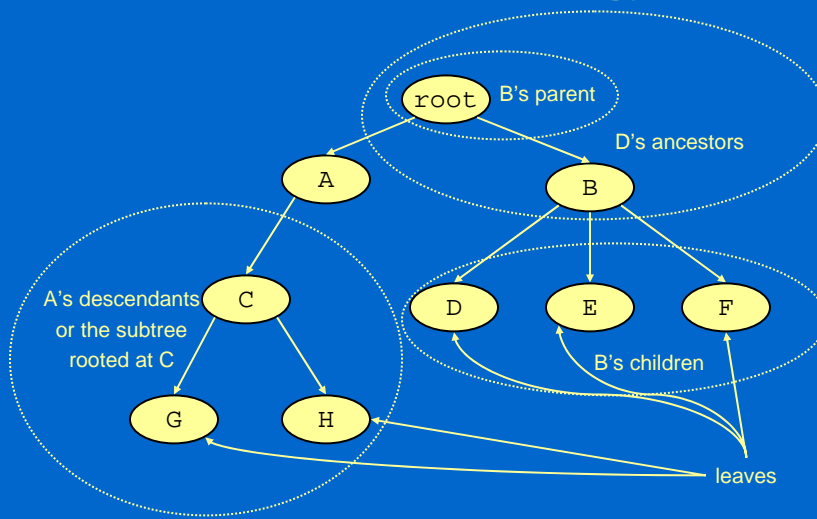 root
B's parent
D's ancestors
A
B
A's descendants
or the subtree
rooted at C
C
D
E
F
B's children
G
H
leaves